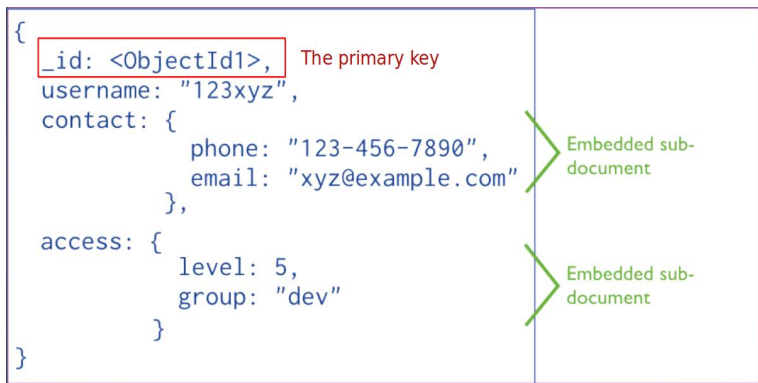 {
_id: <ObjectId1>, The primary key
username: "123xyz",
contact: {
phone: "123-456-7890",
email: "xyz@example.com"
},
Embedded sub-
document
access: {
level: 5,
group: "dev"
}
Embedded sub-
document
}